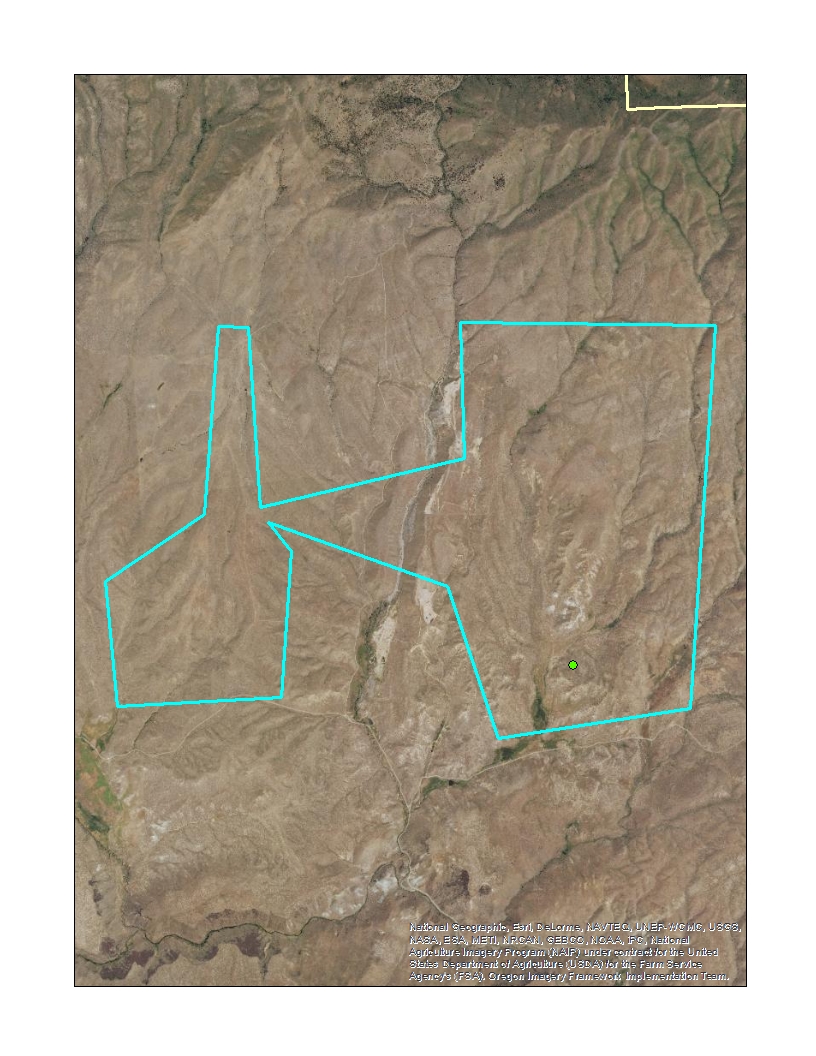 National Geographic, Esri, DeLorme, NAVTEQ, UNEP-WCMC, USGS,
NASA, ESA, METI, NRCAN, GEBCO, NOAA, iPC, National
Agriculture Imagery Program (NAIP) under contract for the United
States Department of Agriculture (USDA) for the Farm Service
Agency's (FSA). Oregon Imagery Framework Implementation Team.